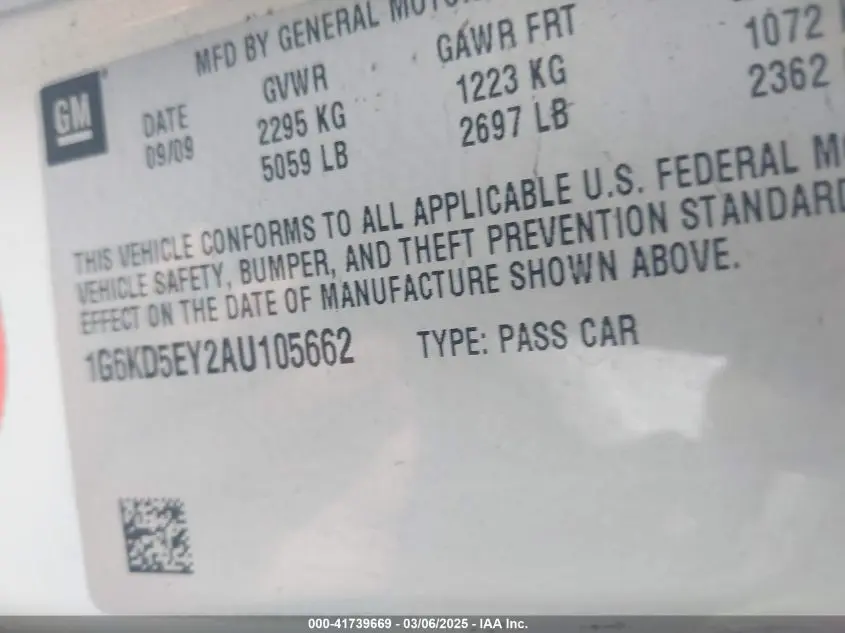 MFD BY GENERAL
GM
DATE
09/09
GVWR
2295 KG
5059 LB
GAWR FRT
1223 KG
2697 LB
1072
2362
THIS VEHICLE CONFORMS TO ALL APPLICABLE U.S. FEDERAL
VEHICLE SAFETY, BUMPER, AND THEFT PREVENTION STANDARD
EFFECT ON THE DATE OF MANUFACTURE SHOWN ABOVE.
1G6KD5EY2AU105662 TYPE: PASS CAR
000-41739669 - 03/06/2025 - IAA Inc.